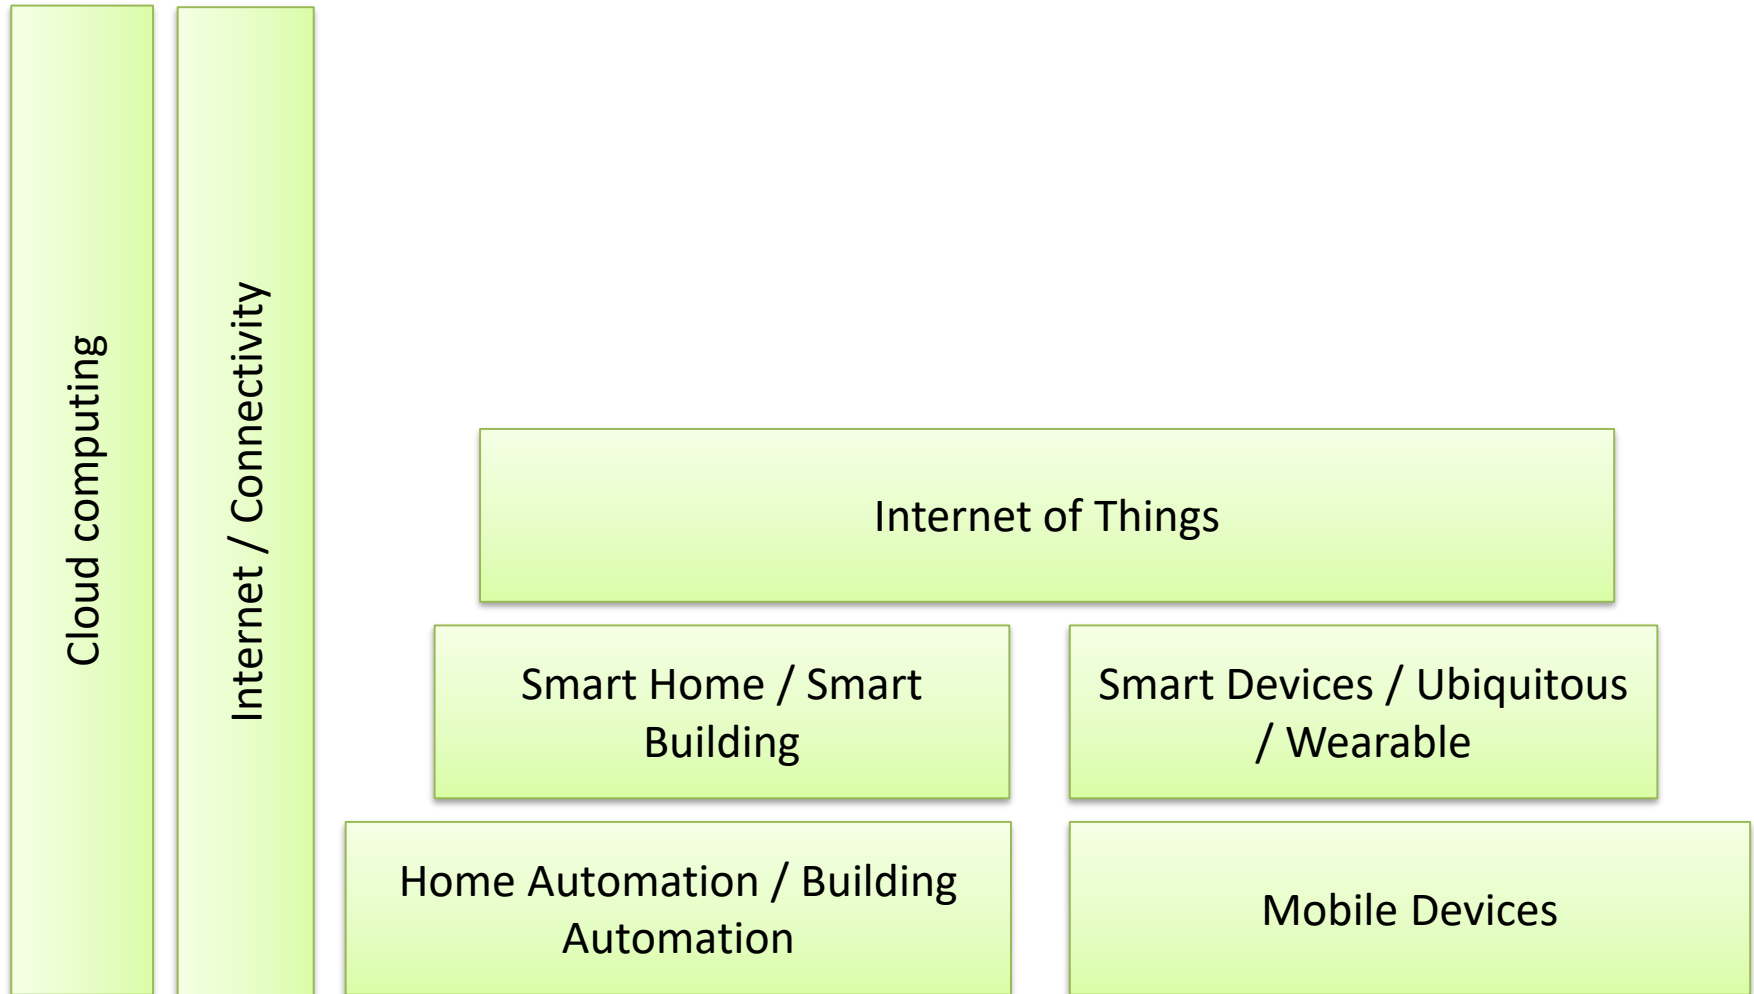 Cloud computing
Internet / Connectivity
Internet of Things
Smart Home / Smart
Building
Smart Devices / Ubiquitous
/ Wearable
Home Automation / Building
Automation
Mobile Devices